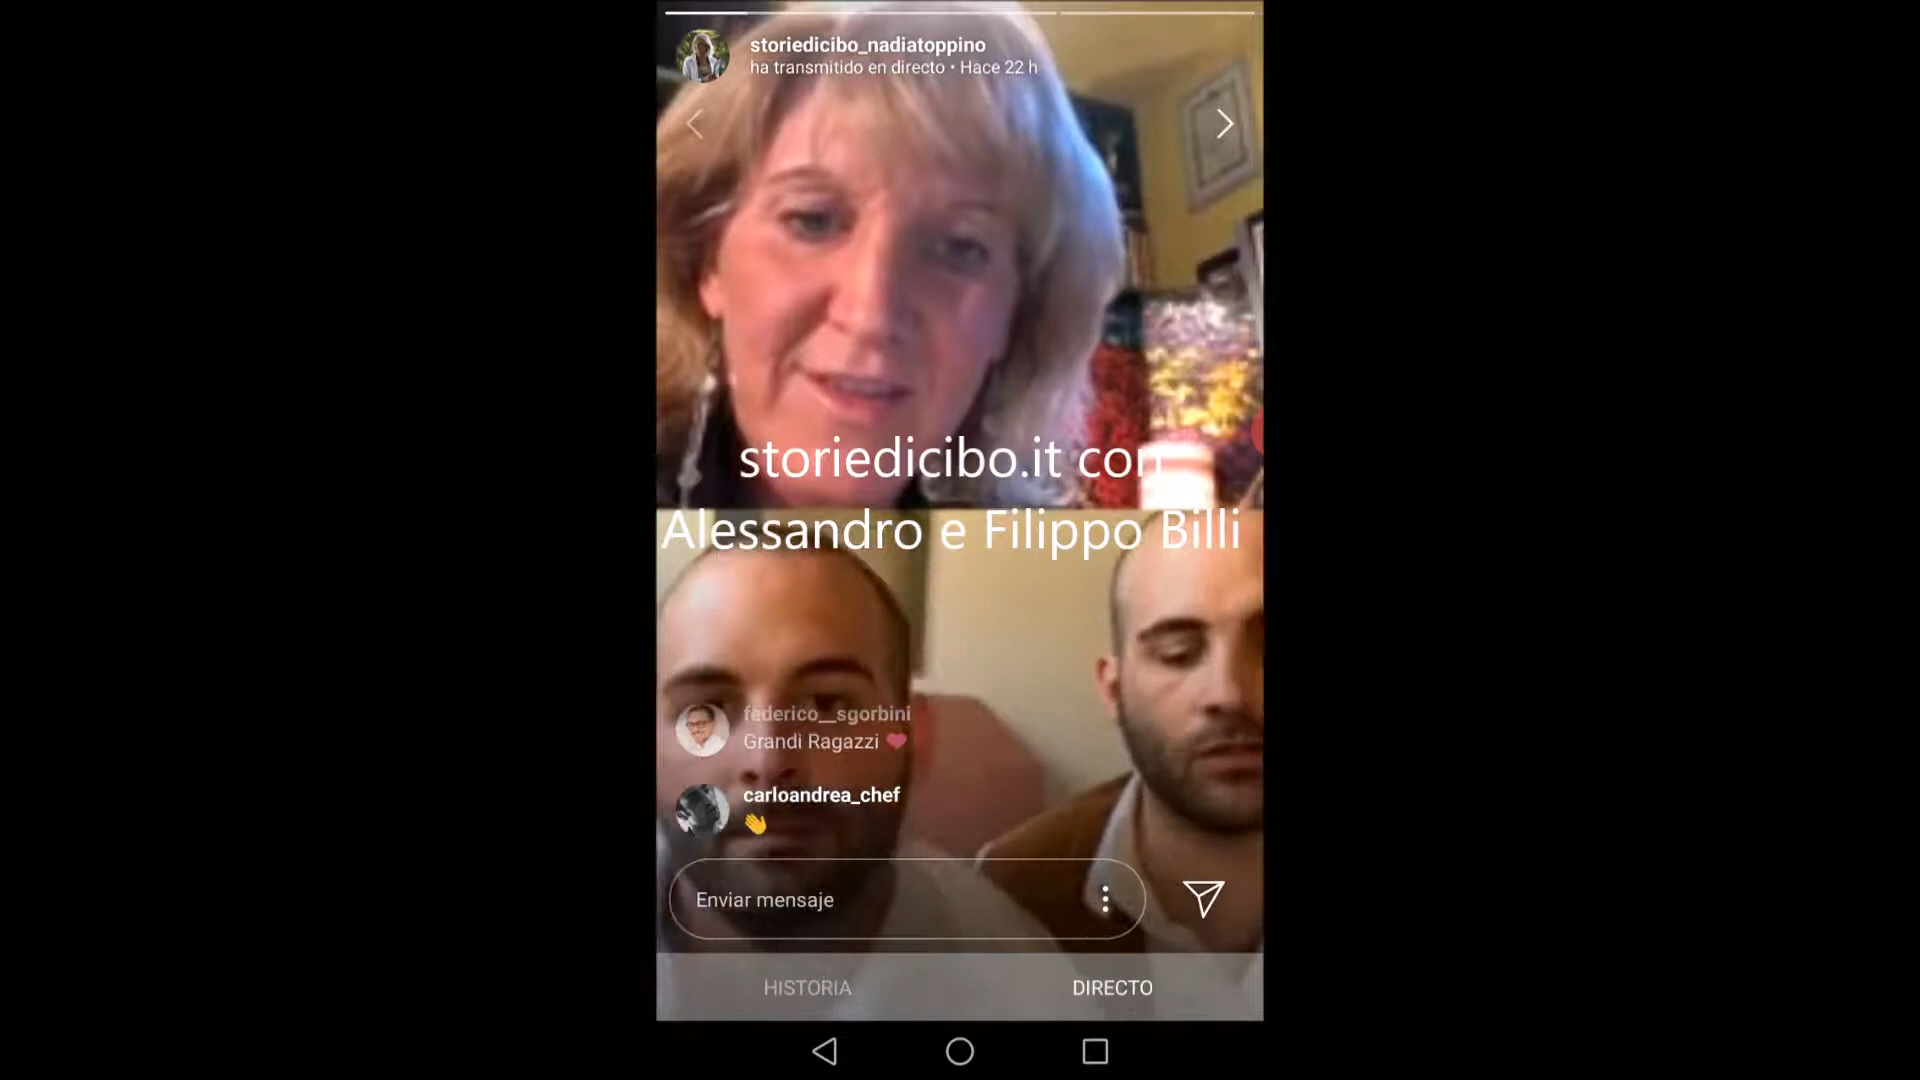 storiedicibo_nadiatoppino
ha transmitido en directo • Hace 22 h
storiedicibo.it con
Alessandro e Filippo Billi
federico__sgorbini
Grandi Ragazzi ❤
carloandrea_chef
👏
Enviar mensaje
HISTORIA
DIRECTO